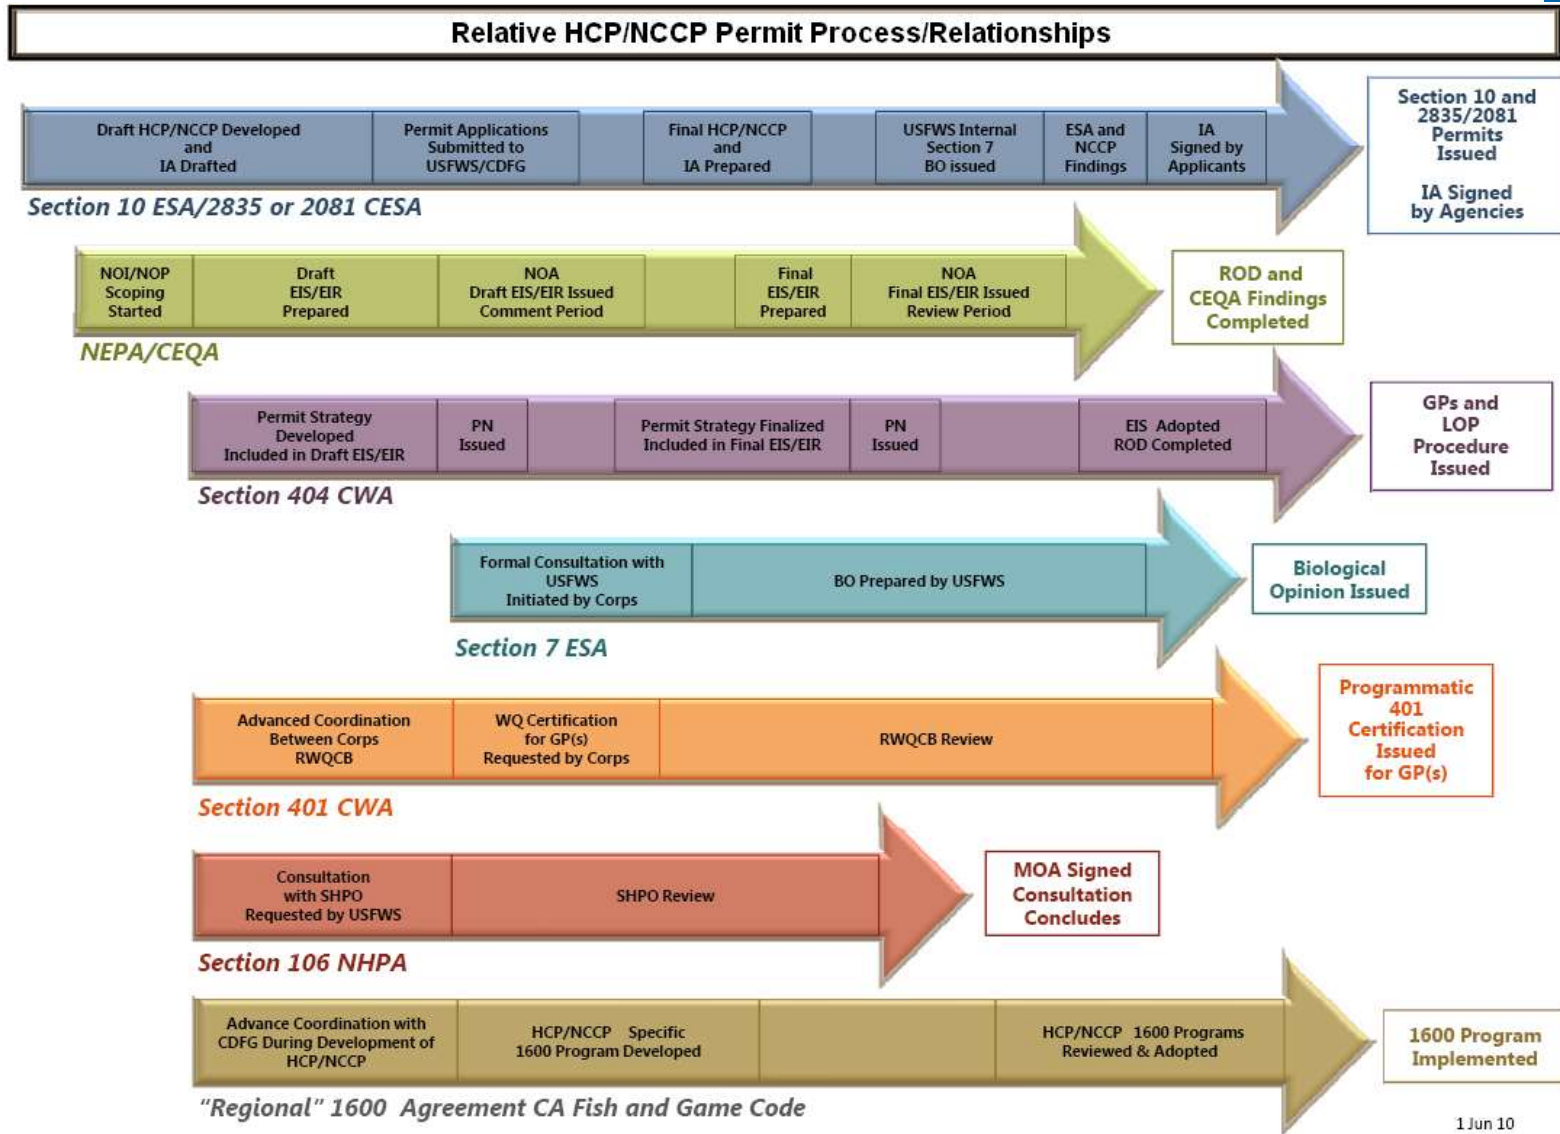 Relative HCP/NCCP Permit Process/Relationships
Draft HCP/NCCP Developed
and
IA Drafted
Permit Applications
Submitted to
USFWS/CDFG
Final HCP/NCCP
and
IA Prepared
USFWS Internal
Section 7
BO issued
ESA and
NCCP
Findings
IA
Signed by
Applicants
Section 10 and
2835/2081
Permits
Issued
IA Signed
by Agencies
Section 10 ESA/2835 or 2081 CESA
NOI/NOP
Scoping
Started
Draft
EIS/EIR
Prepared
NOA
Draft EIS/EIR Issued
Comment Period
Final
EIS/EIR
Prepared
NOA
Final EIS/EIR Issued
Review Period
ROD and
CEQA Findings
Completed
NEPA/CEQA
Permit Strategy
Developed
Included in Draft EIS/EIR
PN
Issued
Permit Strategy Finalized
Included in Final EIS/EIR
PN
Issued
EIS Adopted
ROD Completed
GPs and
LOP
Procedure
Issued
Section 404 CWA
Formal Consultation with
USFWS
Initiated by Corps
BO Prepared by USFWS
Biological
Opinion Issued
Section 7 ESA
Advanced Coordination
Between Corps
RWQCB
WQ Certification
for GP(s)
Requested by Corps
RWQCB Review
Programmatic
401
Certification
Issued
for GP(s)
Section 401 CWA
Consultation
with SHPO
Requested by USFWS
SHPO Review
MOA Signed
Consultation
Concludes
Section 106 NHPA
Advance Coordination with
CDFG During Development of
HCP/NCCP
HCP/NCCP Specific
1600 Program Developed
HCP/NCCP 1600 Programs
Reviewed & Adopted
1600 Program
Implemented
"Regional" 1600 Agreement CA Fish and Game Code
1 Jun 10